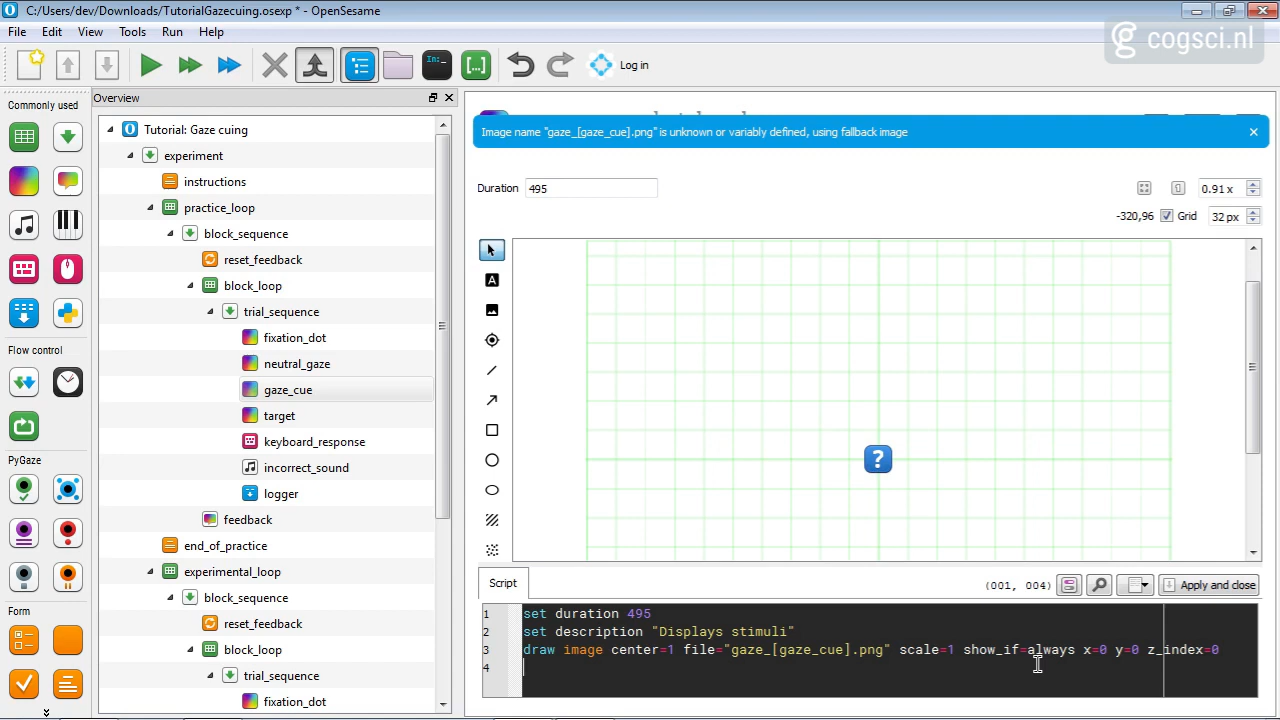 C:/Users/dev/Downloads/TutorialGazecuing.osexp * - OpenSesame
File Edit View Tools Run Help
cogsci.nl
In:_
Log in
Commonly used
Overview
Tutorial: Gaze cuing
experiment
instructions
practice_loop
block_sequence
reset_feedback
block_loop
trial_sequence
fixation_dot
neutral_gaze
gaze_cue
target
keyboard_response
incorrect_sound
logger
feedback
end_of_practice
experimental_loop
block_sequence
reset_feedback
block_loop
trial_sequence
fixation_dot
Flow control
PyGaze
Form
Image name "gaze_[gaze_cue].png" is unknown or variably defined, using fallback image
Duration 495
0.91 x
-320,96 Grid 32 px
A
?
Script
(001, 004)
Apply and close
1 set duration 495
2 set description "Displays stimuli"
3 draw image center=1 file="gaze_[gaze_cue].png" scale=1 show_if=always x=0 y=0 z_index=0
4